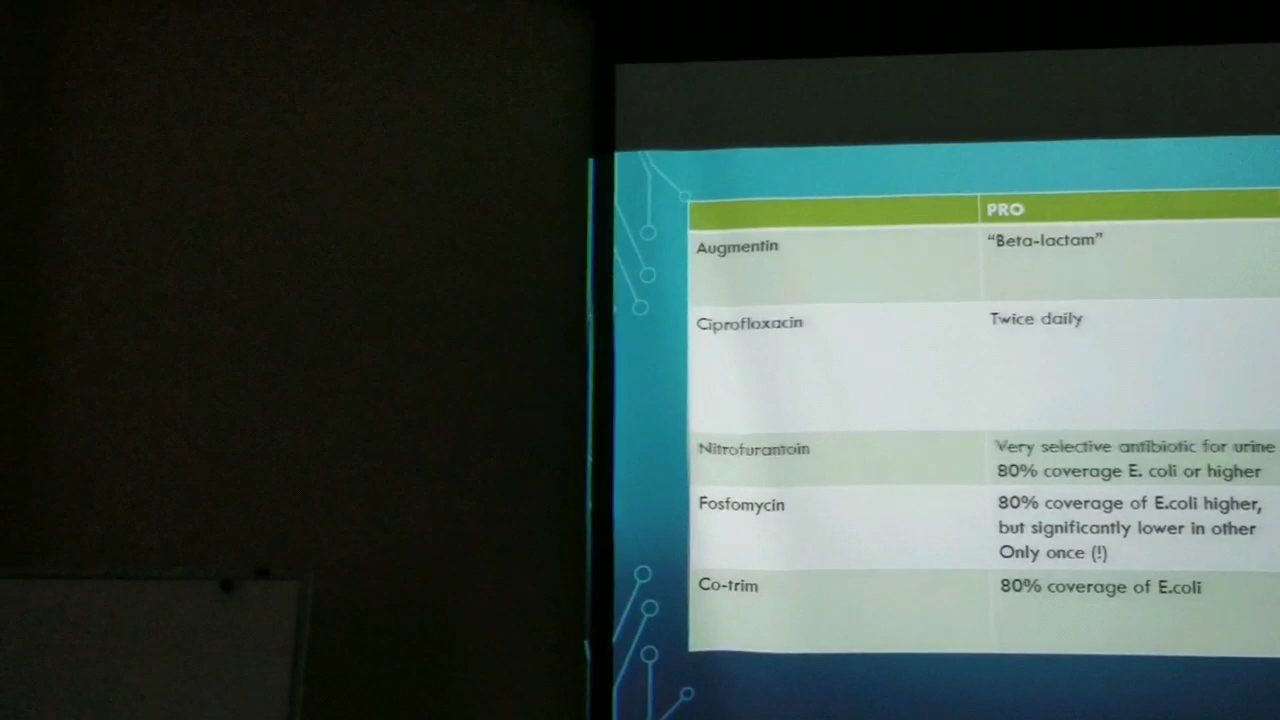 PRO
Augmentin
“Beta-lactam”
Ciprofloxacin
Twice daily
Nitrofurantoin
Very selective antibiotic for urine
80% coverage E. coli or higher
Fosfomycin
80% coverage of E.coli higher,
but significantly lower in other
Only once (!)
Co-trim
80% coverage of E.coli